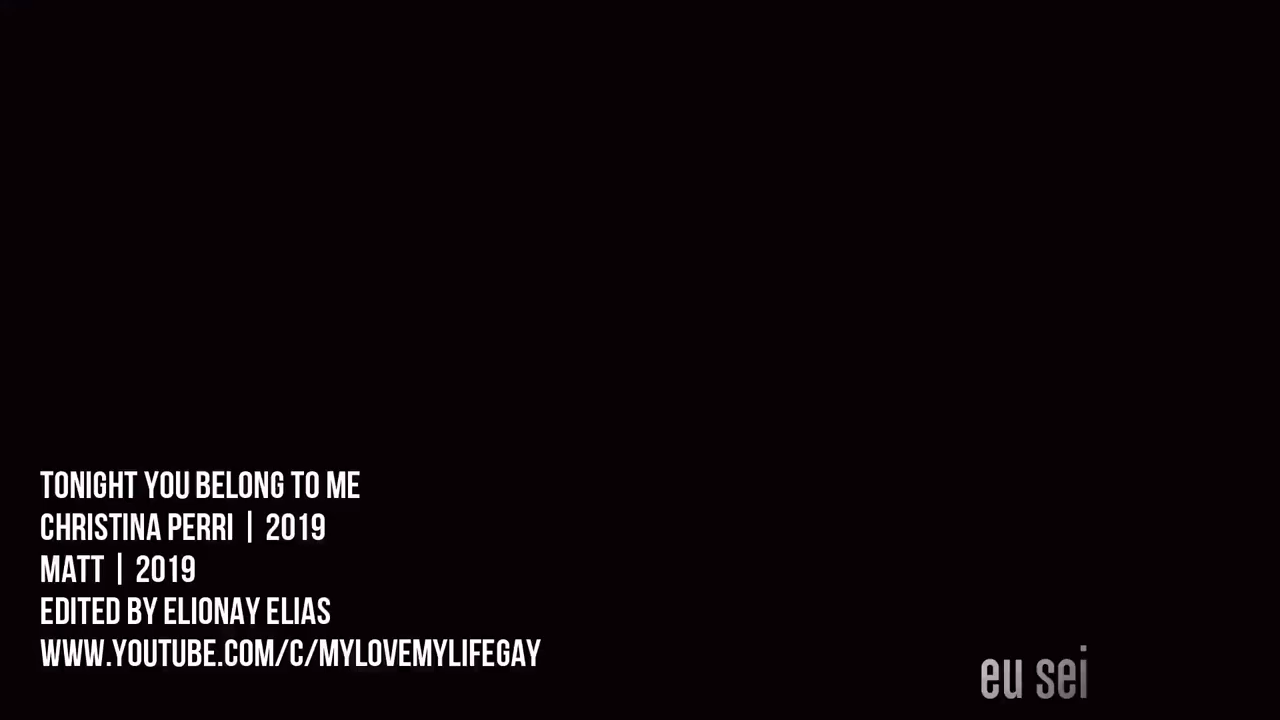 TONIGHT YOU BELONG TO ME
CHRISTINA PERRI | 2019
MATT | 2019
EDITED BY ELIONAY ELIAS
WWW.YOUTUBE.COM/C/MYLOVEMYLIFEGAY
eu sei